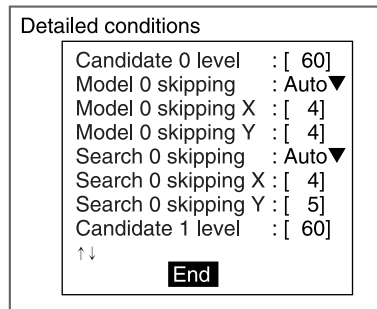 Detailed conditions
Candidate 0 level : [ 60]
Model 0 skipping : Auto▼
Model 0 skipping X : [ 4]
Model 0 skipping Y : [ 4]
Search 0 skipping : Auto▼
Search 0 skipping X : [ 4]
Search 0 skipping Y : [ 5]
Candidate 1 level : [ 60]
↑↓
End